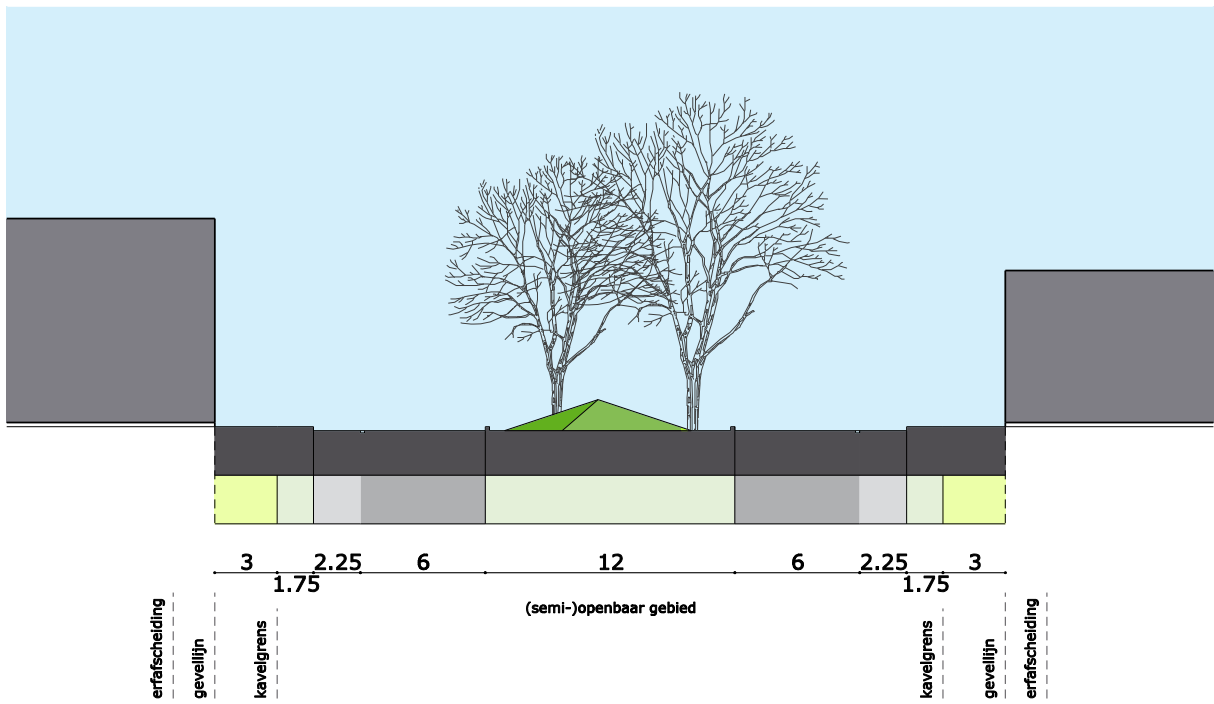 3 2.25 6 12 6 2.25 3
1.75 1.75
(semi-)openbaar gebied
erfafscheiding
gevellijn
kavelgrens
kavelgrens
gevellijn
erfafscheiding